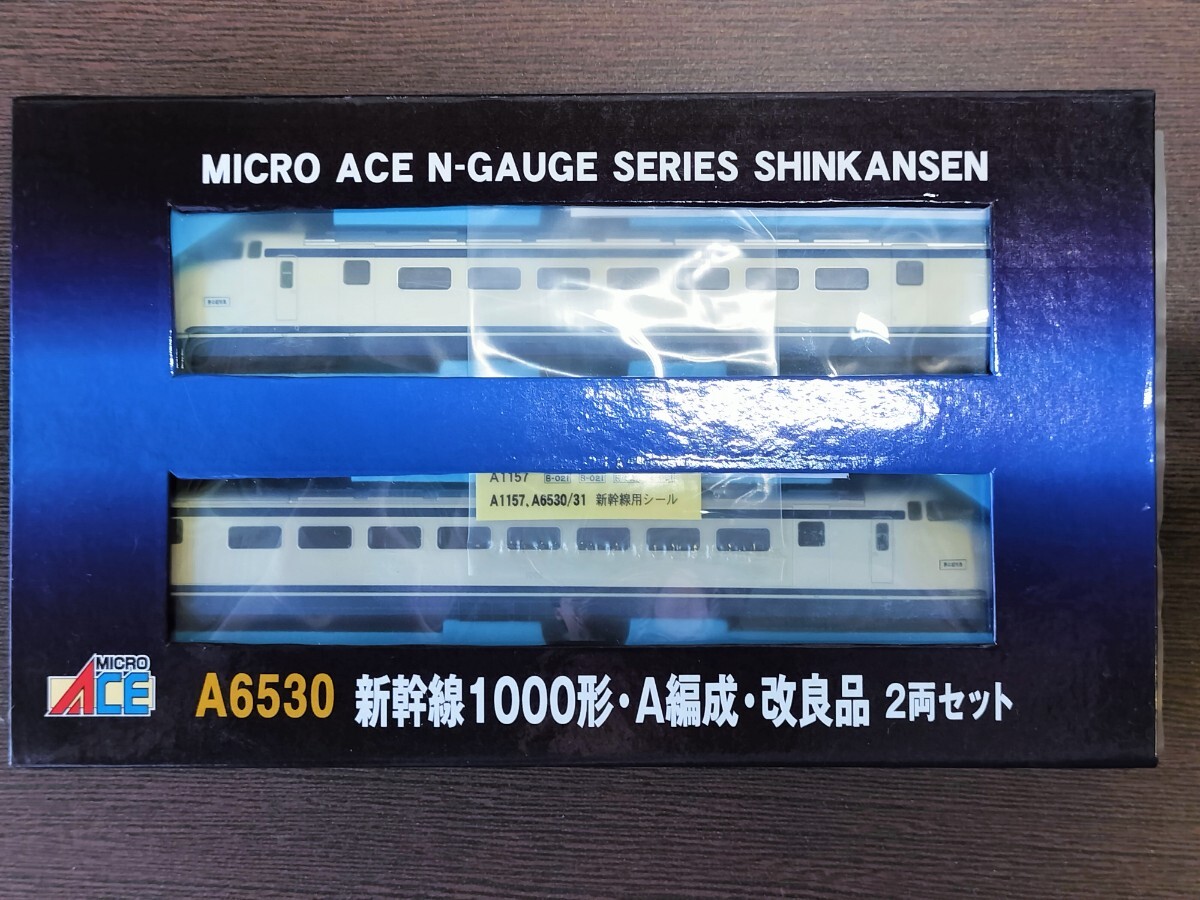 MICRO ACE N-GAUGE SERIES SHINKANSEN
A1157 B-021 B-021
A1157、A6530/31 新幹線用シール
MICRO
ACE
A6530 新幹線1000形・A編成・改良品 2両セット